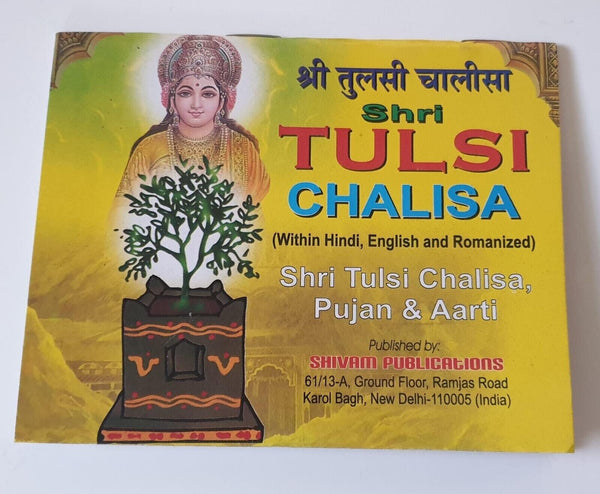 श्री तुलसी चालीसा
Shri
TULSI
CHALISA
(Within Hindi, English and Romanized)
Shri Tulsi Chalisa,
Pujan & Aarti
Published by:
SHIVAM PUBLICATIONS
61/13-A, Ground Floor, Ramjas Road
Karol Bagh, New Delhi-110005 (India)